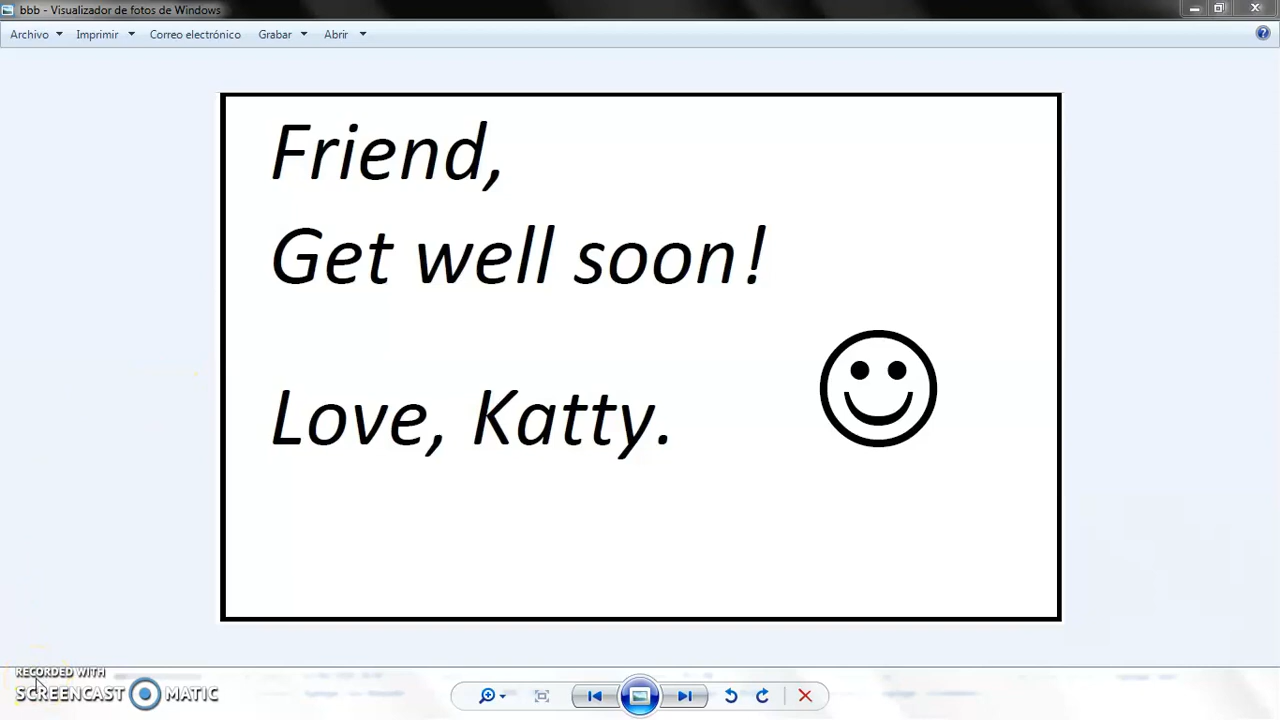 bbb - Visualizador de fotos de Windows
Archivo Imprimir Correo electrónico Grabar Abrir
Friend,
Get well soon!
Love, Katty.
RECORDED WITH
SCREENCAST MATIC